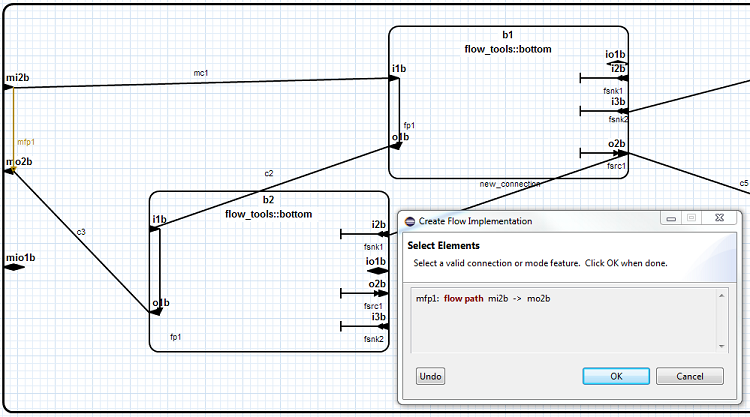 b1
flow_tools::bottom
io1b
i2b
fsnk1
i3b
fsnk2
o2b
fsrc1
i1b
fp1
o1b
mi2b
mc1
mfp1
mo2b
c2
new_connection
c5
c3
mio1b
b2
flow_tools::bottom
i1b
i2b
fsnk1
io1b
o2b
fsrc1
i3b
fsnk2
o1b
fp1
Create Flow Implementation
Select Elements
Select a valid connection or mode feature. Click OK when done.
mfp1: flow path mi2b -> mo2b
Undo
OK
Cancel